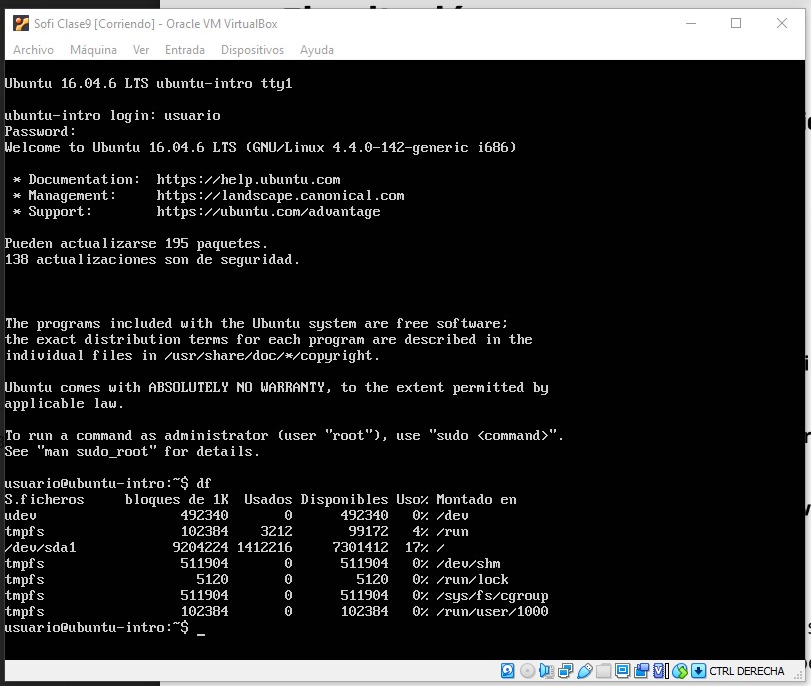 Sofi Clase9 [Corriendo] - Oracle VM VirtualBox
Archivo Máquina Ver Entrada Dispositivos Ayuda
Ubuntu 16.04.6 LTS ubuntu-intro tty1
ubuntu-intro login: usuario
Password:
Welcome to Ubuntu 16.04.6 LTS (GNU/Linux 4.4.0-142-generic i686)
* Documentation: https://help.ubuntu.com
* Management: https://landscape.canonical.com
* Support: https://ubuntu.com/advantage
Pueden actualizarse 195 paquetes.
138 actualizaciones son de seguridad.
The programs included with the Ubuntu system are free software;
the exact distribution terms for each program are described in the
individual files in /usr/share/doc/*/copyright.
Ubuntu comes with ABSOLUTELY NO WARRANTY, to the extent permitted by
applicable law.
To run a command as administrator (user "root"), use "sudo <command>".
See "man sudo_root" for details.
usuario@ubuntu-intro:~$ df
S.ficheros bloques de 1K Usados Disponibles Uso% Montado en
udev 492340 0 492340 0% /dev
tmpfs 102384 3212 99172 4% /run
/dev/sda1 9204224 1412216 7301412 17% /
tmpfs 511904 0 511904 0% /dev/shm
tmpfs 5120 0 5120 0% /run/lock
tmpfs 511904 0 511904 0% /sys/fs/cgroup
tmpfs 102384 0 102384 0% /run/user/1000
usuario@ubuntu-intro:~$ _
CTRL DERECHA